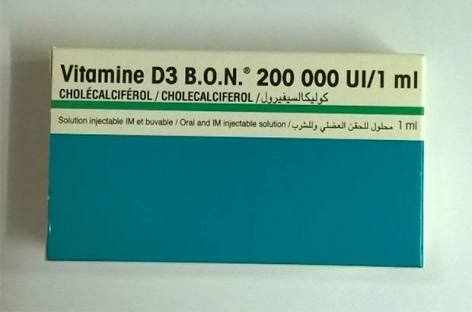 Vitamine D3 B.O.N.® 200 000 UI/1 ml
CHOLÉCALCIFÉROL / CHOLECALCIFEROL / كوليكالسيفيرول
Solution injectable IM et buvable / Oral and IM injectable solution / محلول للحقن العضلي وللشرب 1 ml